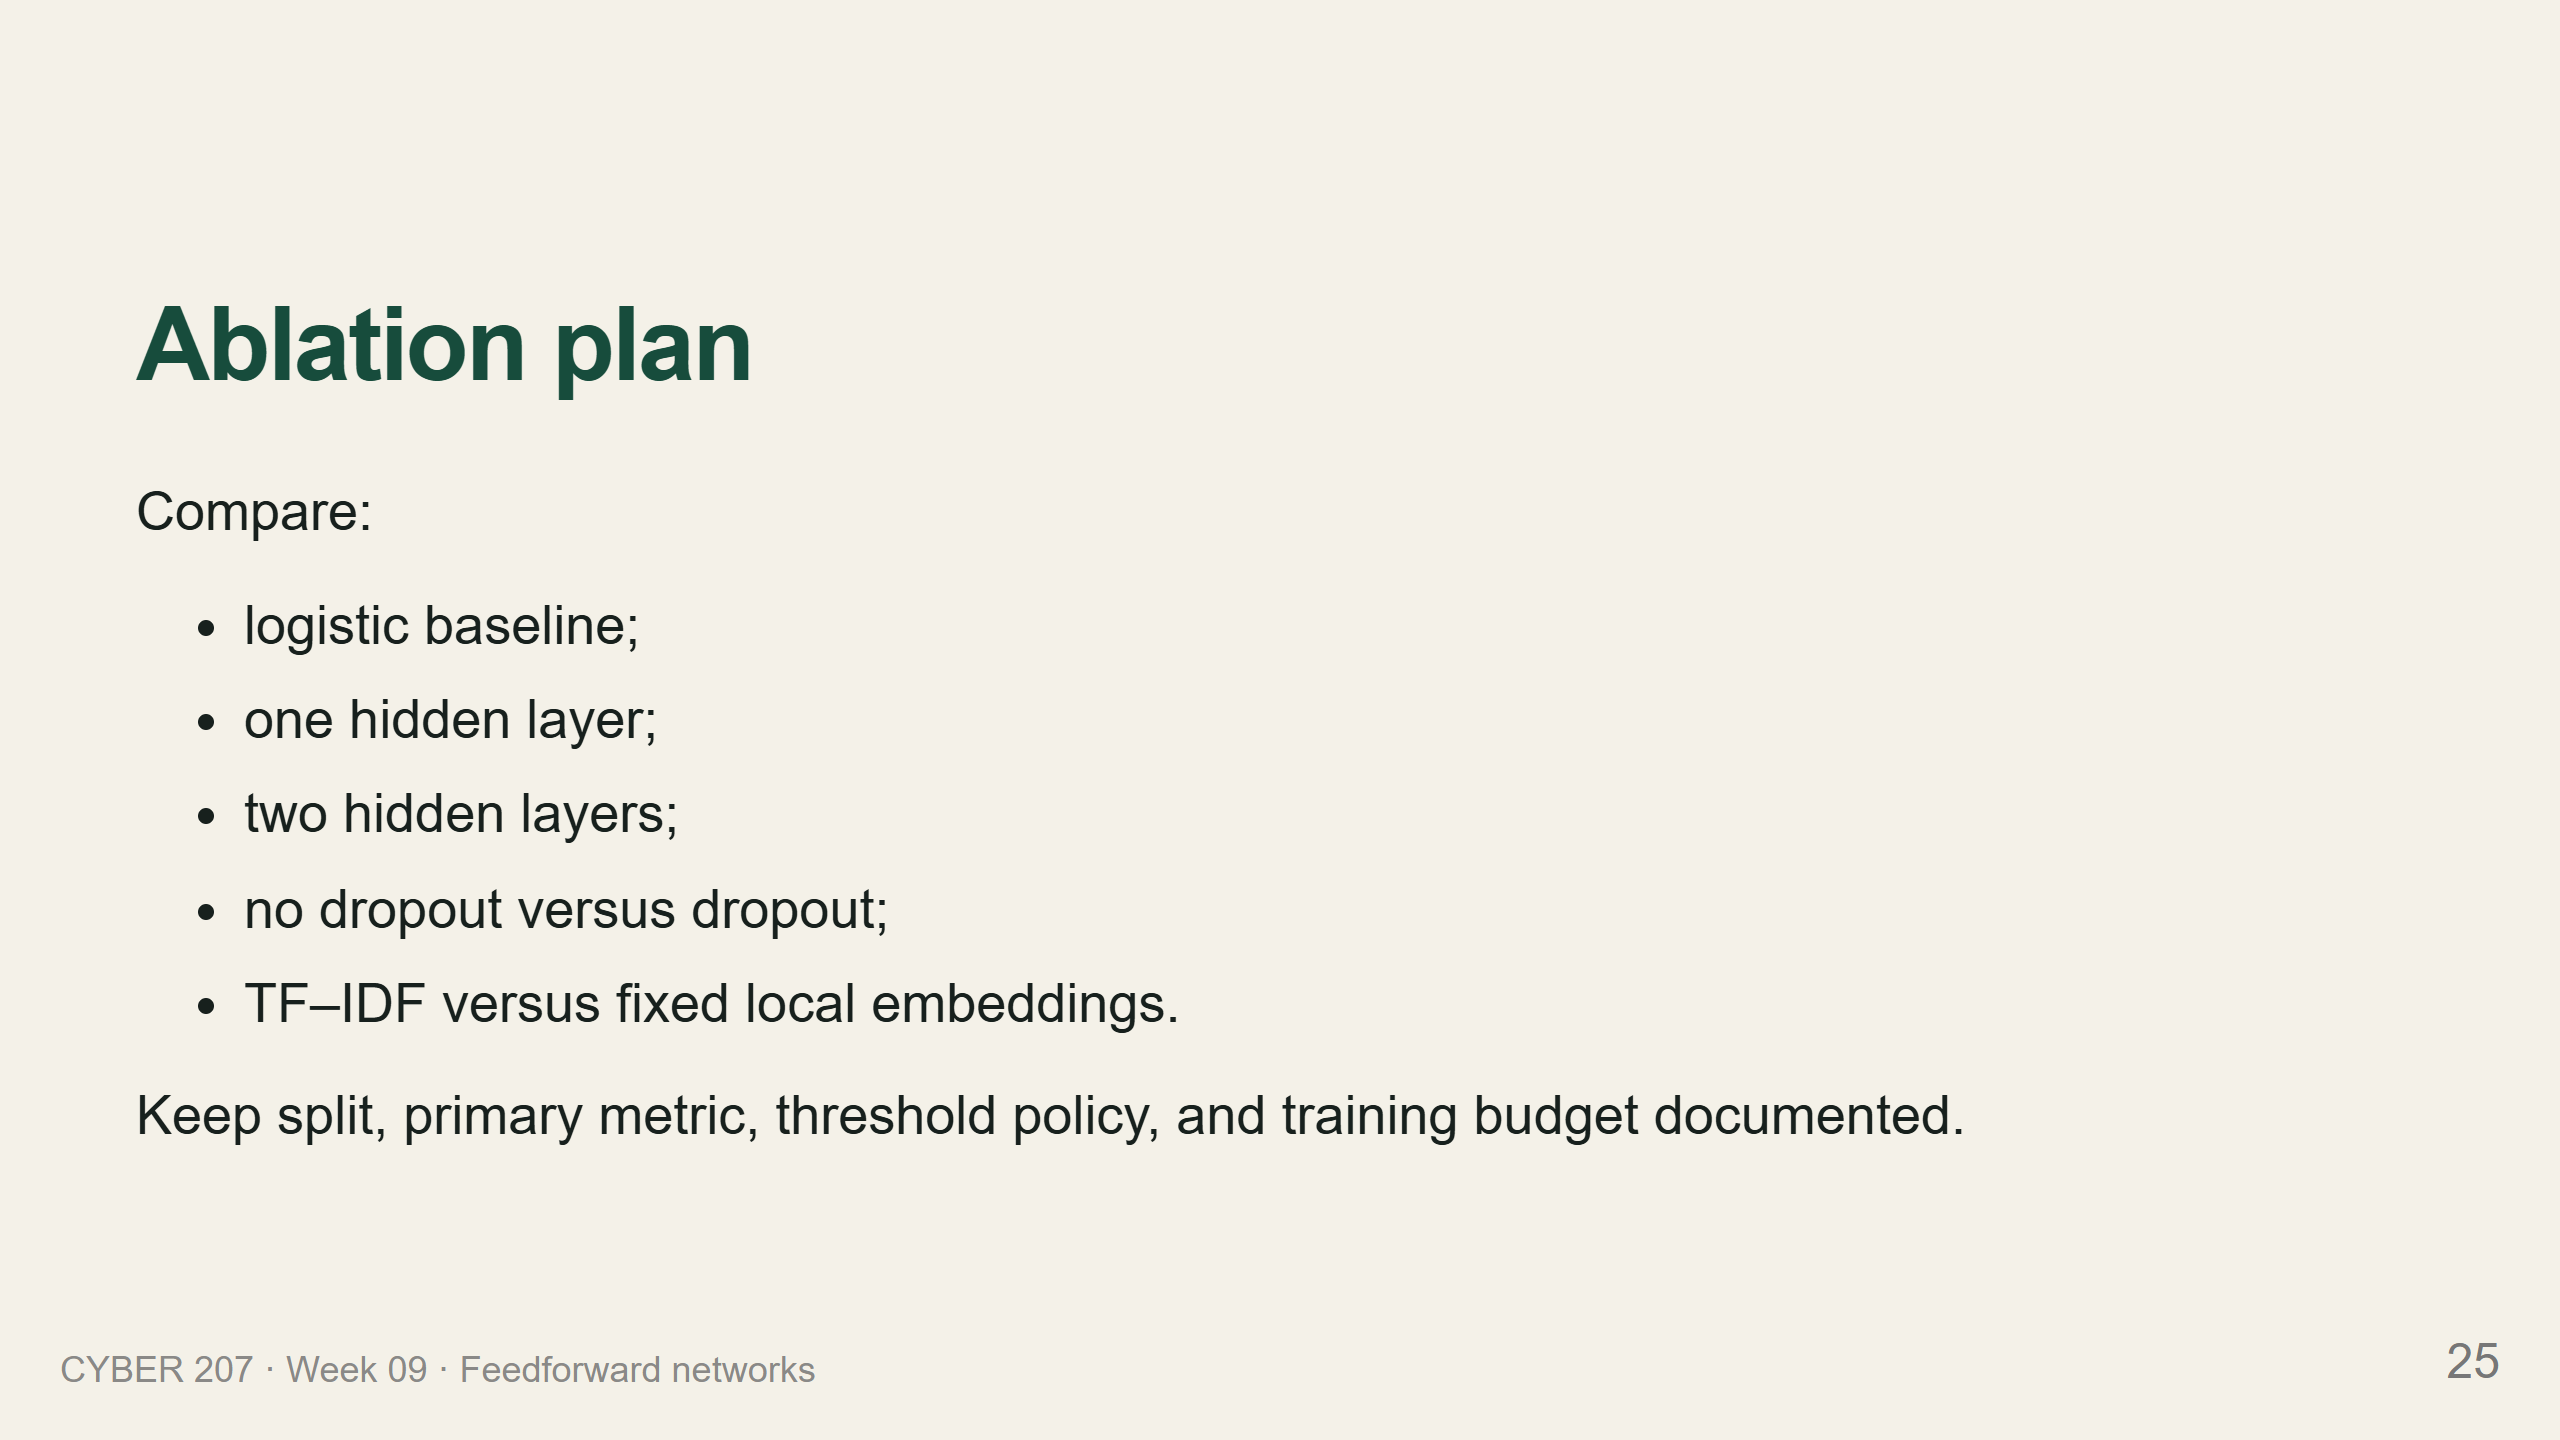 Ablation plan
Compare:
• logistic baseline;
• one hidden layer;
• two hidden layers;
• no dropout versus dropout;
• TF–IDF versus fixed local embeddings.
Keep split, primary metric, threshold policy, and training budget documented.
CYBER 207 · Week 09 · Feedforward networks
25